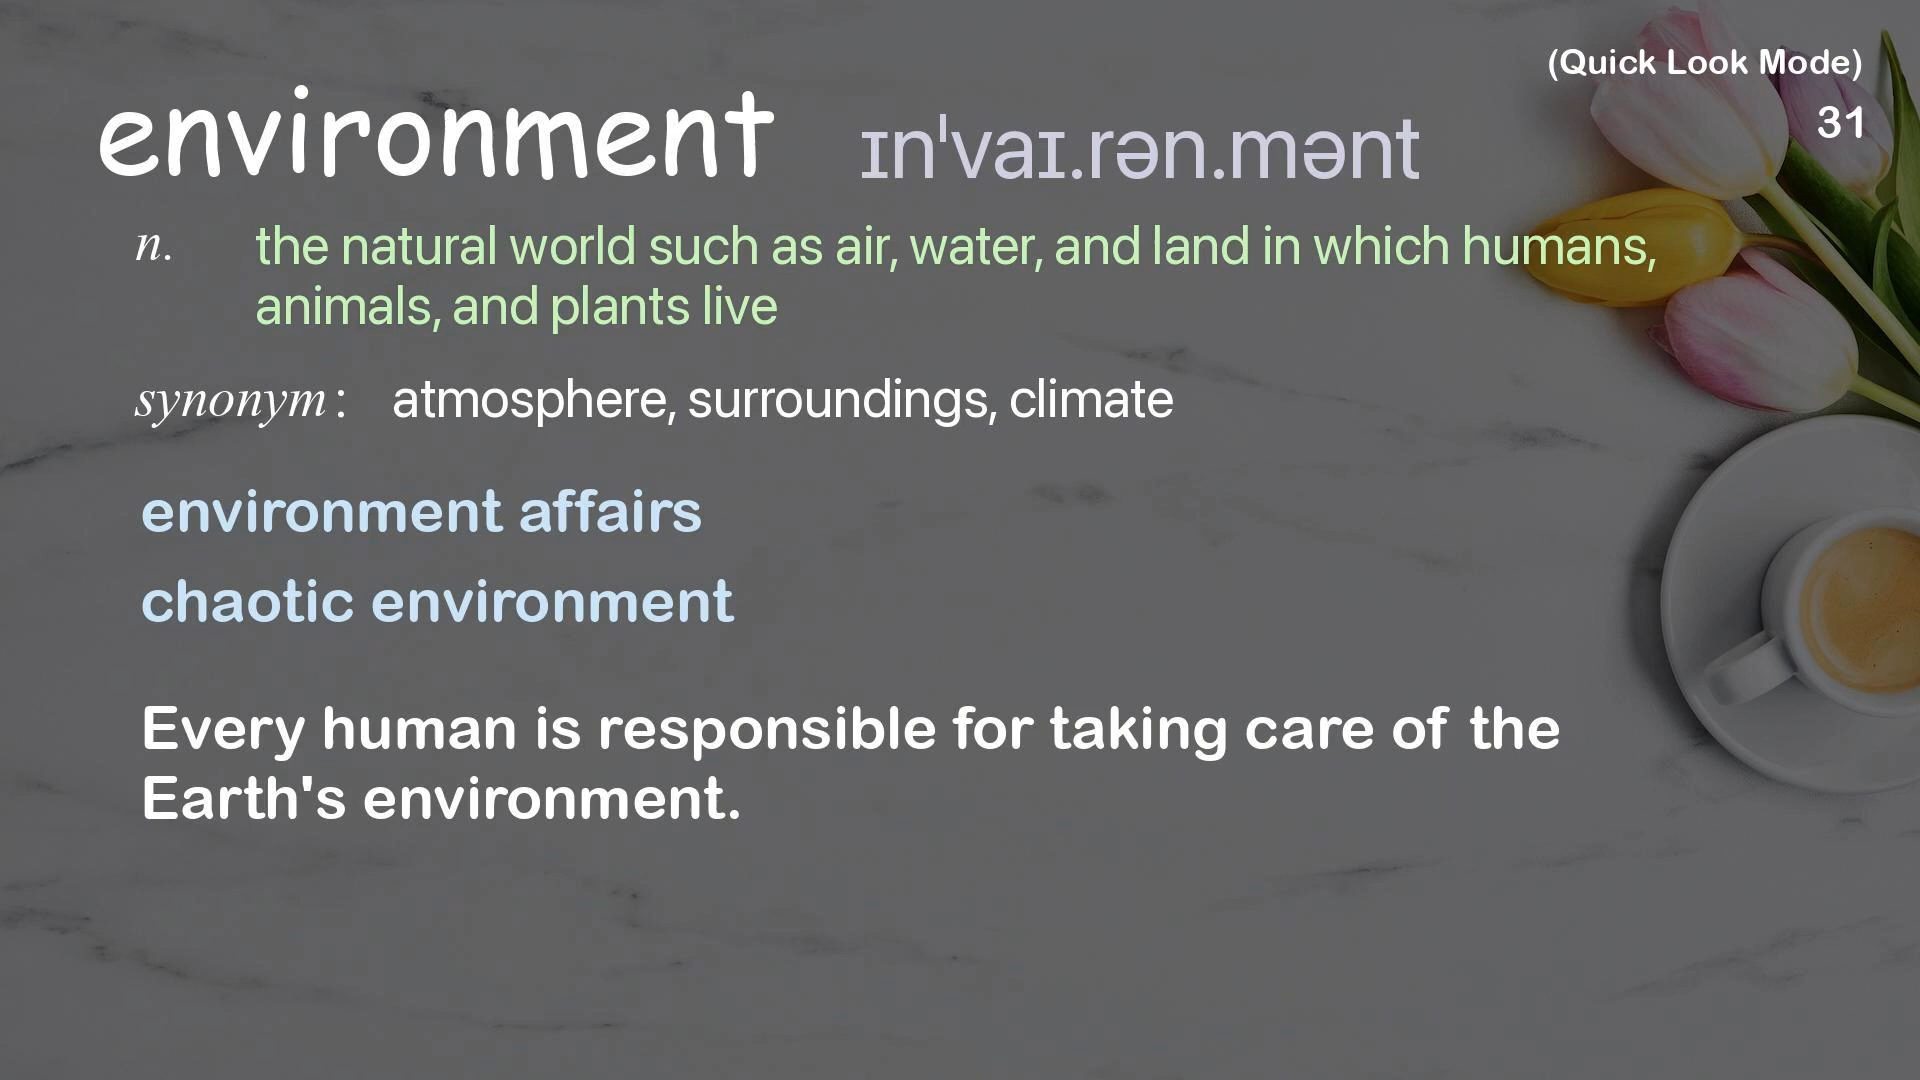 (Quick Look Mode)
31
environment ɪnˈvaɪ.rən.mənt
n. the natural world such as air, water, and land in which humans,
animals, and plants live
synonym: atmosphere, surroundings, climate
environment affairs
chaotic environment
Every human is responsible for taking care of the
Earth's environment.